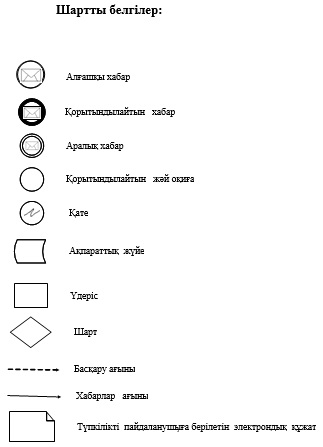 Шартты белгілер:
Алғашқы хабар
Қорытындылайтын хабар
Аралық хабар
Қорытындылайтын жәй оқиға
Қате
Ақпараттық жүйе
Үдеріс
Шарт
Басқару ағыны
Хабарлар ағыны
Түпкілікті пайдаланушыға берілетін электрондық құжат